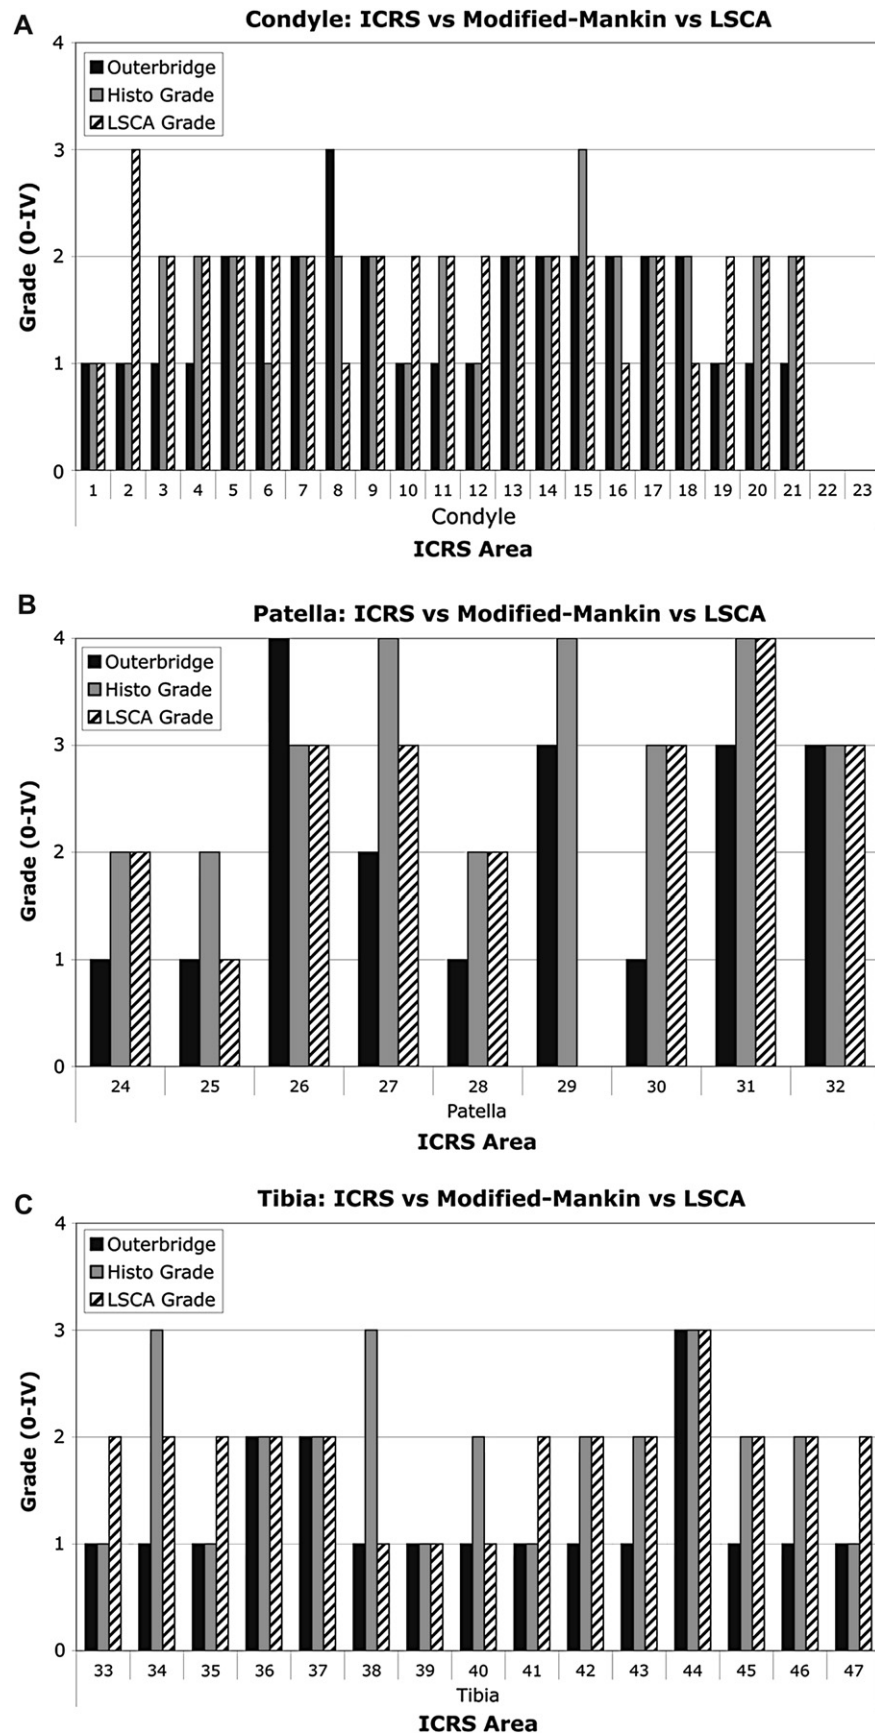 A
Condyle: ICRS vs Modified-Mankin vs LSCA
4
3
2
1
0
Grade (0-IV)
Outerbridge
Histo Grade
LSCA Grade
1 2 3 4 5 6 7 8 9 10 11 12 13 14 15 16 17 18 19 20 21 22 23
Condyle
ICRS Area
B
Patella: ICRS vs Modified-Mankin vs LSCA
4
3
2
1
0
Grade (0-IV)
Outerbridge
Histo Grade
LSCA Grade
24 25 26 27 28 29 30 31 32
Patella
ICRS Area
C
Tibia: ICRS vs Modified-Mankin vs LSCA
4
3
2
1
0
Grade (0-IV)
Outerbridge
Histo Grade
LSCA Grade
33 34 35 36 37 38 39 40 41 42 43 44 45 46 47
Tibia
ICRS Area